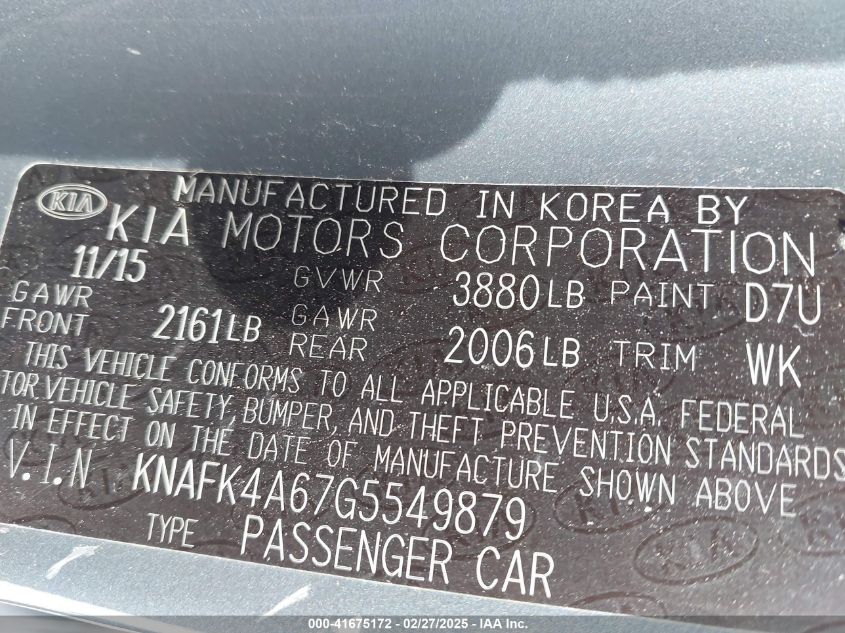 KIA MANUFACTURED IN KOREA BY
KIA MOTORS CORPORATION
11/15 GVWR 3880LB PAINT D7U
GAWR FRONT 2161LB GAWR REAR 2006LB TRIM WK
THIS VEHICLE CONFORMS TO ALL APPLICABLE U.S.A. FEDERAL
TOR VEHICLE SAFETY, BUMPER, AND THEFT PREVENTION STANDARDS
IN EFFECT ON THE DATE OF MANUFACTURE SHOWN ABOVE
V.I.N KNAFK4A67G5549879
TYPE PASSENGER CAR
000-41675172 - 02/27/2025 - IAA Inc.